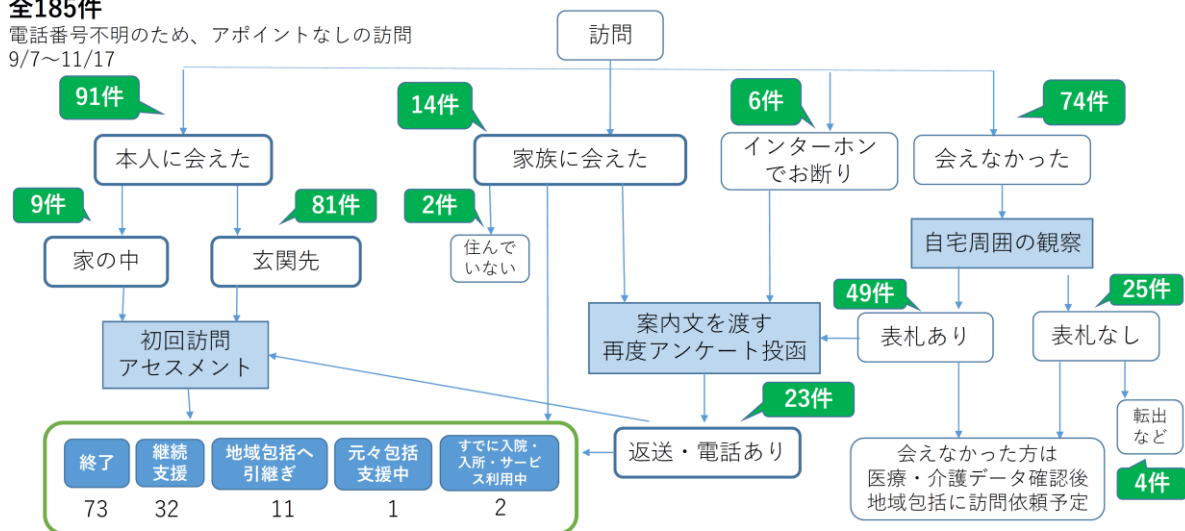 全185件
電話番号不明のため、アポイントなしの訪問
9/7～11/17
訪問
91件
14件
6件
74件
本人に会えた
家族に会えた
インターホン
でお断り
会えなかった
9件
81件
2件
家の中
玄関先
住んで
いない
自宅周囲の観察
49件
25件
初回訪問
アセスメント
案内文を渡す
再度アンケート投函
表札あり
表札なし
23件
返送・電話あり
転出
など
4件
終了
継続
支援
地域包括へ
引継ぎ
元々包括
支援中
すでに入院・
入所・サービ
ス利用中
73
32
11
1
2
会えなかった方は
医療・介護データ確認後
地域包括に訪問依頼予定